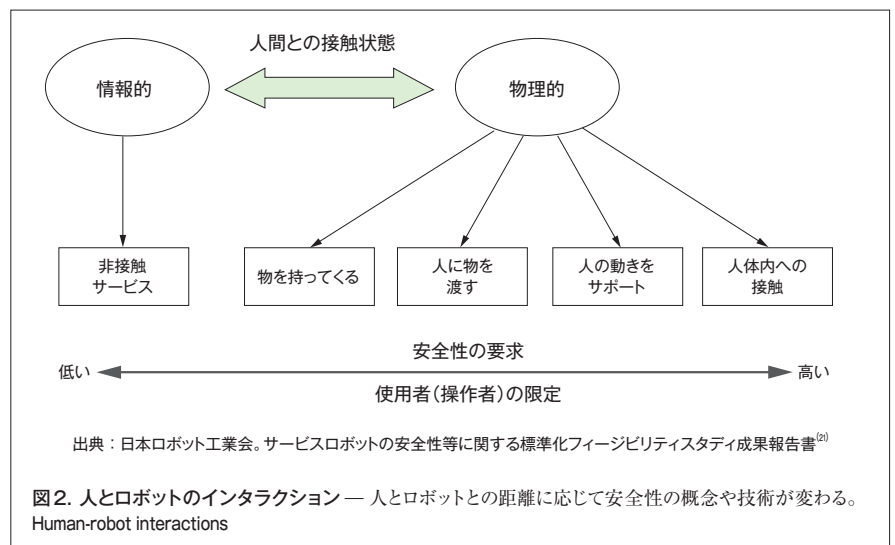 人間との接触状態
情報的
物理的
非接触
サービス
物を持ってくる
人に物を
渡す
人の動きを
サポート
人体内への
接触
安全性の要求
低い
高い
使用者(操作者)の限定
出典:日本ロボット工業会。サービスロボットの安全性等に関する標準化フィージビリティスタディ成果報告書(21)
図2. 人とロボットのインタラクション — 人とロボットとの距離に応じて安全性の概念や技術が変わる。
Human-robot interactions